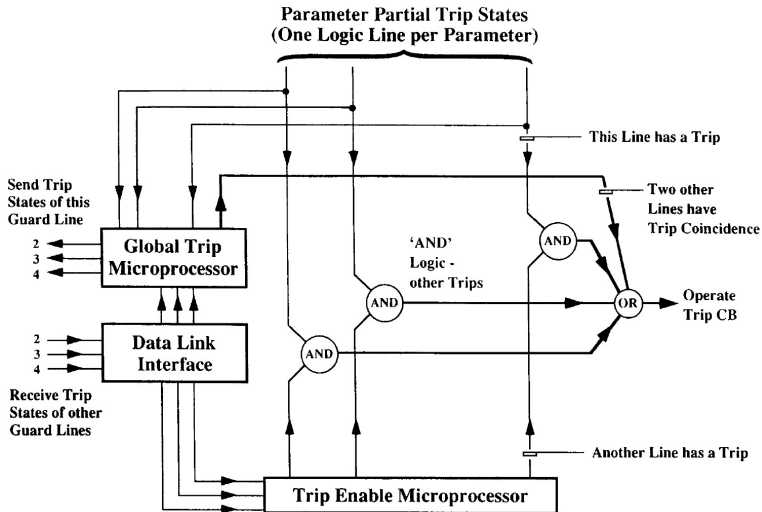 Parameter Partial Trip States
(One Logic Line per Parameter)
This Line has a Trip
Send Trip
States of this
Guard Line
Two other
Lines have
Trip Coincidence
2
3
4
Global Trip
Microprocessor
'AND'
Logic -
other Trips
AND
AND
AND
OR
Operate
Trip CB
2
3
4
Data Link
Interface
Receive Trip
States of other
Guard Lines
Another Line has a Trip
Trip Enable Microprocessor